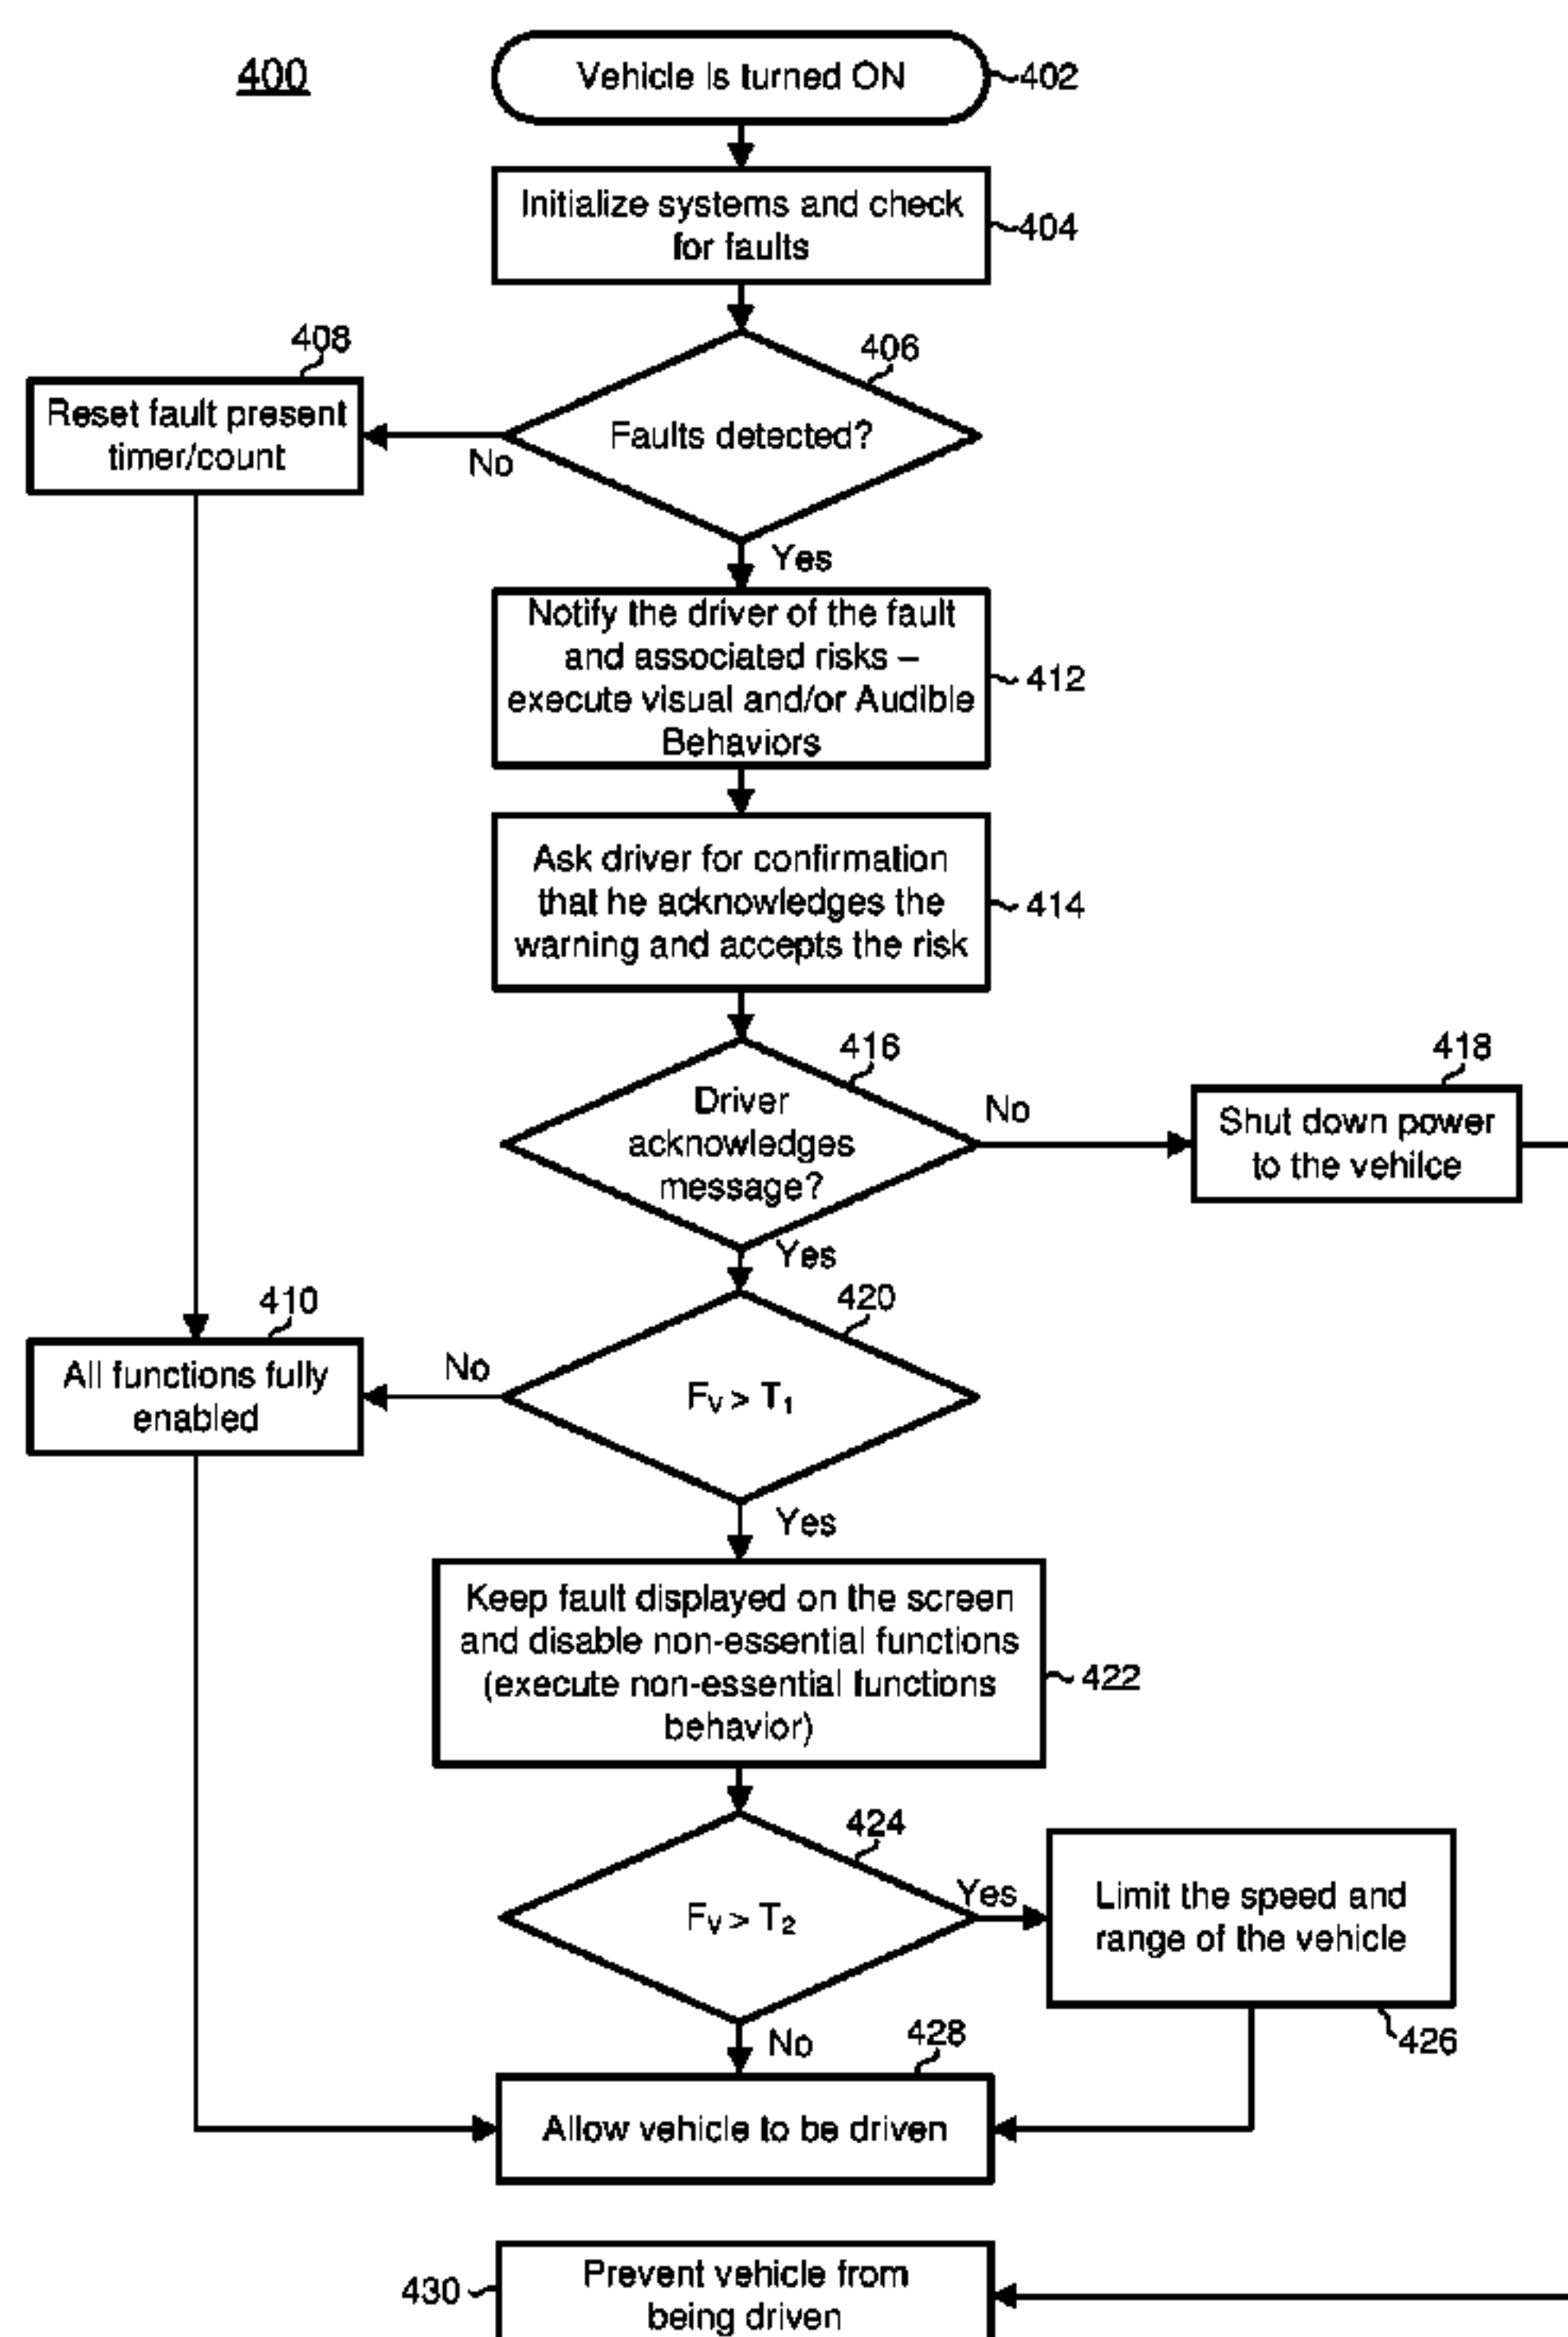 400
Vehicle is turned ON
402
Initialize systems and check
for faults
404
408
406
Reset fault present
timer/count
No
Faults detected?
Yes
Notify the driver of the fault
and associated risks –
execute visual and/or Audible
Behaviors
412
Ask driver for confirmation
that he acknowledges the
warning and accepts the risk
414
416
Driver
acknowledges
message?
No
418
Shut down power
to the vehilce
Yes
410
420
All functions fully
enabled
No
Fv > T1
Yes
Keep fault displayed on the screen
and disable non-essential functions
(execute non-essential functions
behavior)
422
424
Fv > T2
Yes
Limit the speed and
range of the vehicle
426
No
428
Allow vehicle to be driven
430
Prevent vehicle from
being driven